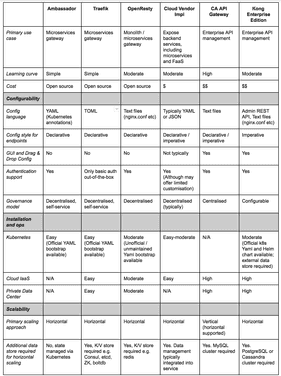 Ambassador Traefik OpenResty Cloud Vendor CA API Kong
Impl Gateway Enterprise
Edition
Primary use Microservices Microservices Monolith / Expose Enterprise API Enterprise API
case gateway gateway microservices backend management management
gateway services,
including
microservices
and FaaS
Learning curve Simple Simple Moderate Moderate High Moderate
Cost Open source Open source Open source $ $$ $$
Configurability
Config YAML TOML Text files Typically YAML Text files Admin REST
language (Kubernetes (nginx.conf etc) or JSON API, Text files
annotations) (nginx.conf etc)
Config style for Declarative Declarative Declarative Declarative / Declarative / Imperative
endpoints imperative imperative
GUI and Drag & No No No Not typically Yes Yes
Drop Config
Authentication Yes Only basic auth Yes Yes Yes Yes
support out-of-the-box (Although may
offer limited
customisation)
Governance Decentralised, Decentralised, Decentralised Decentralised Centralised Configurable
model self-service self-service (typically)
Installation
and ops
Kubernetes Easy Easy Moderate Easy-moderate N/A Moderate
(Official YAML (Official YAML (Unofficial / (Official k8s
bootstrap bootstrap unmaintained Yaml and Helm
available) available) Yaml bootstrap chart available;
available external data
store required)
Cloud IaaS N/A Easy Moderate Easy High High
Private Data N/A Easy Moderate N/A High High
Center
Scalability
Primary scaling Horizontal Horizontal Horizontal Horizontal Vertical Horizontal
approach (horizontal
supported)
Additional data No, state managed Yes, K/V store Yes, K/V store Yes. Data management Yes. MySQL Yes.
store required via required e.g. required e.g. typically cluster required PostgreSQL or
for horizontal Kubernetes Consul, etcd, redis integrated into Cassandra
scaling ZK, boltdb service cluster required